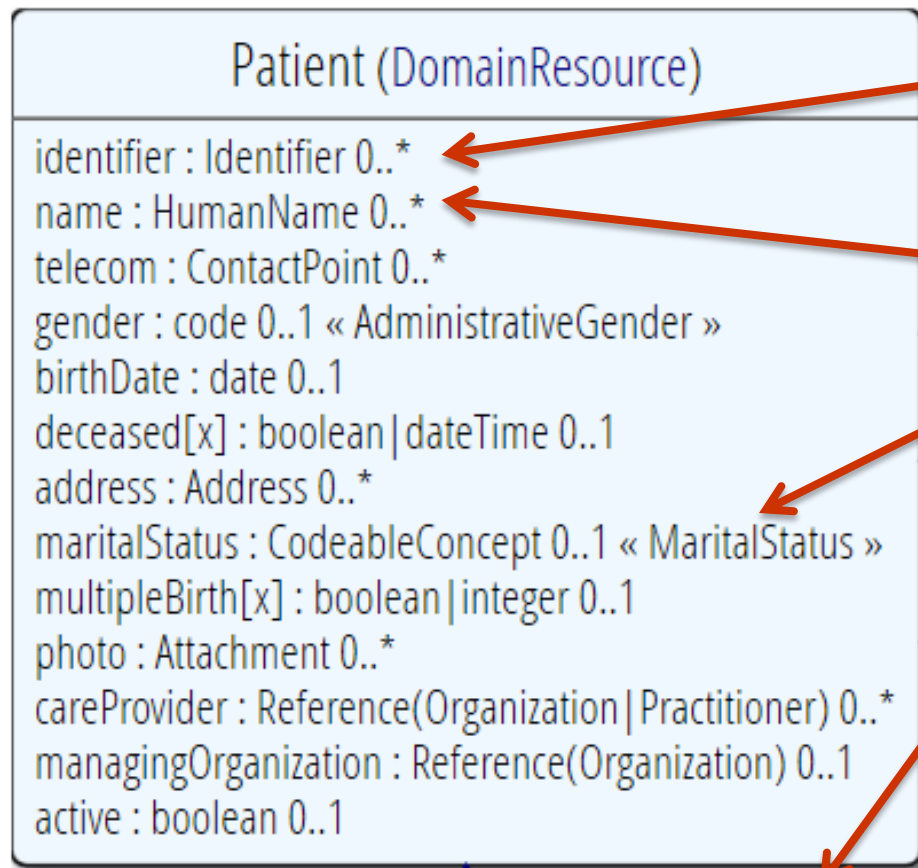 Patient (DomainResource)
identifier : Identifier 0..*
name : HumanName 0..*
telecom : ContactPoint 0..*
gender : code 0..1 « AdministrativeGender »
birthDate : date 0..1
deceased[x] : boolean|dateTime 0..1
address : Address 0..*
maritalStatus : CodeableConcept 0..1 « MaritalStatus »
multipleBirth[x] : boolean|integer 0..1
photo : Attachment 0..*
careProvider : Reference(Organization|Practitioner) 0..*
managingOrganization : Reference(Organization) 0..1
active : boolean 0..1